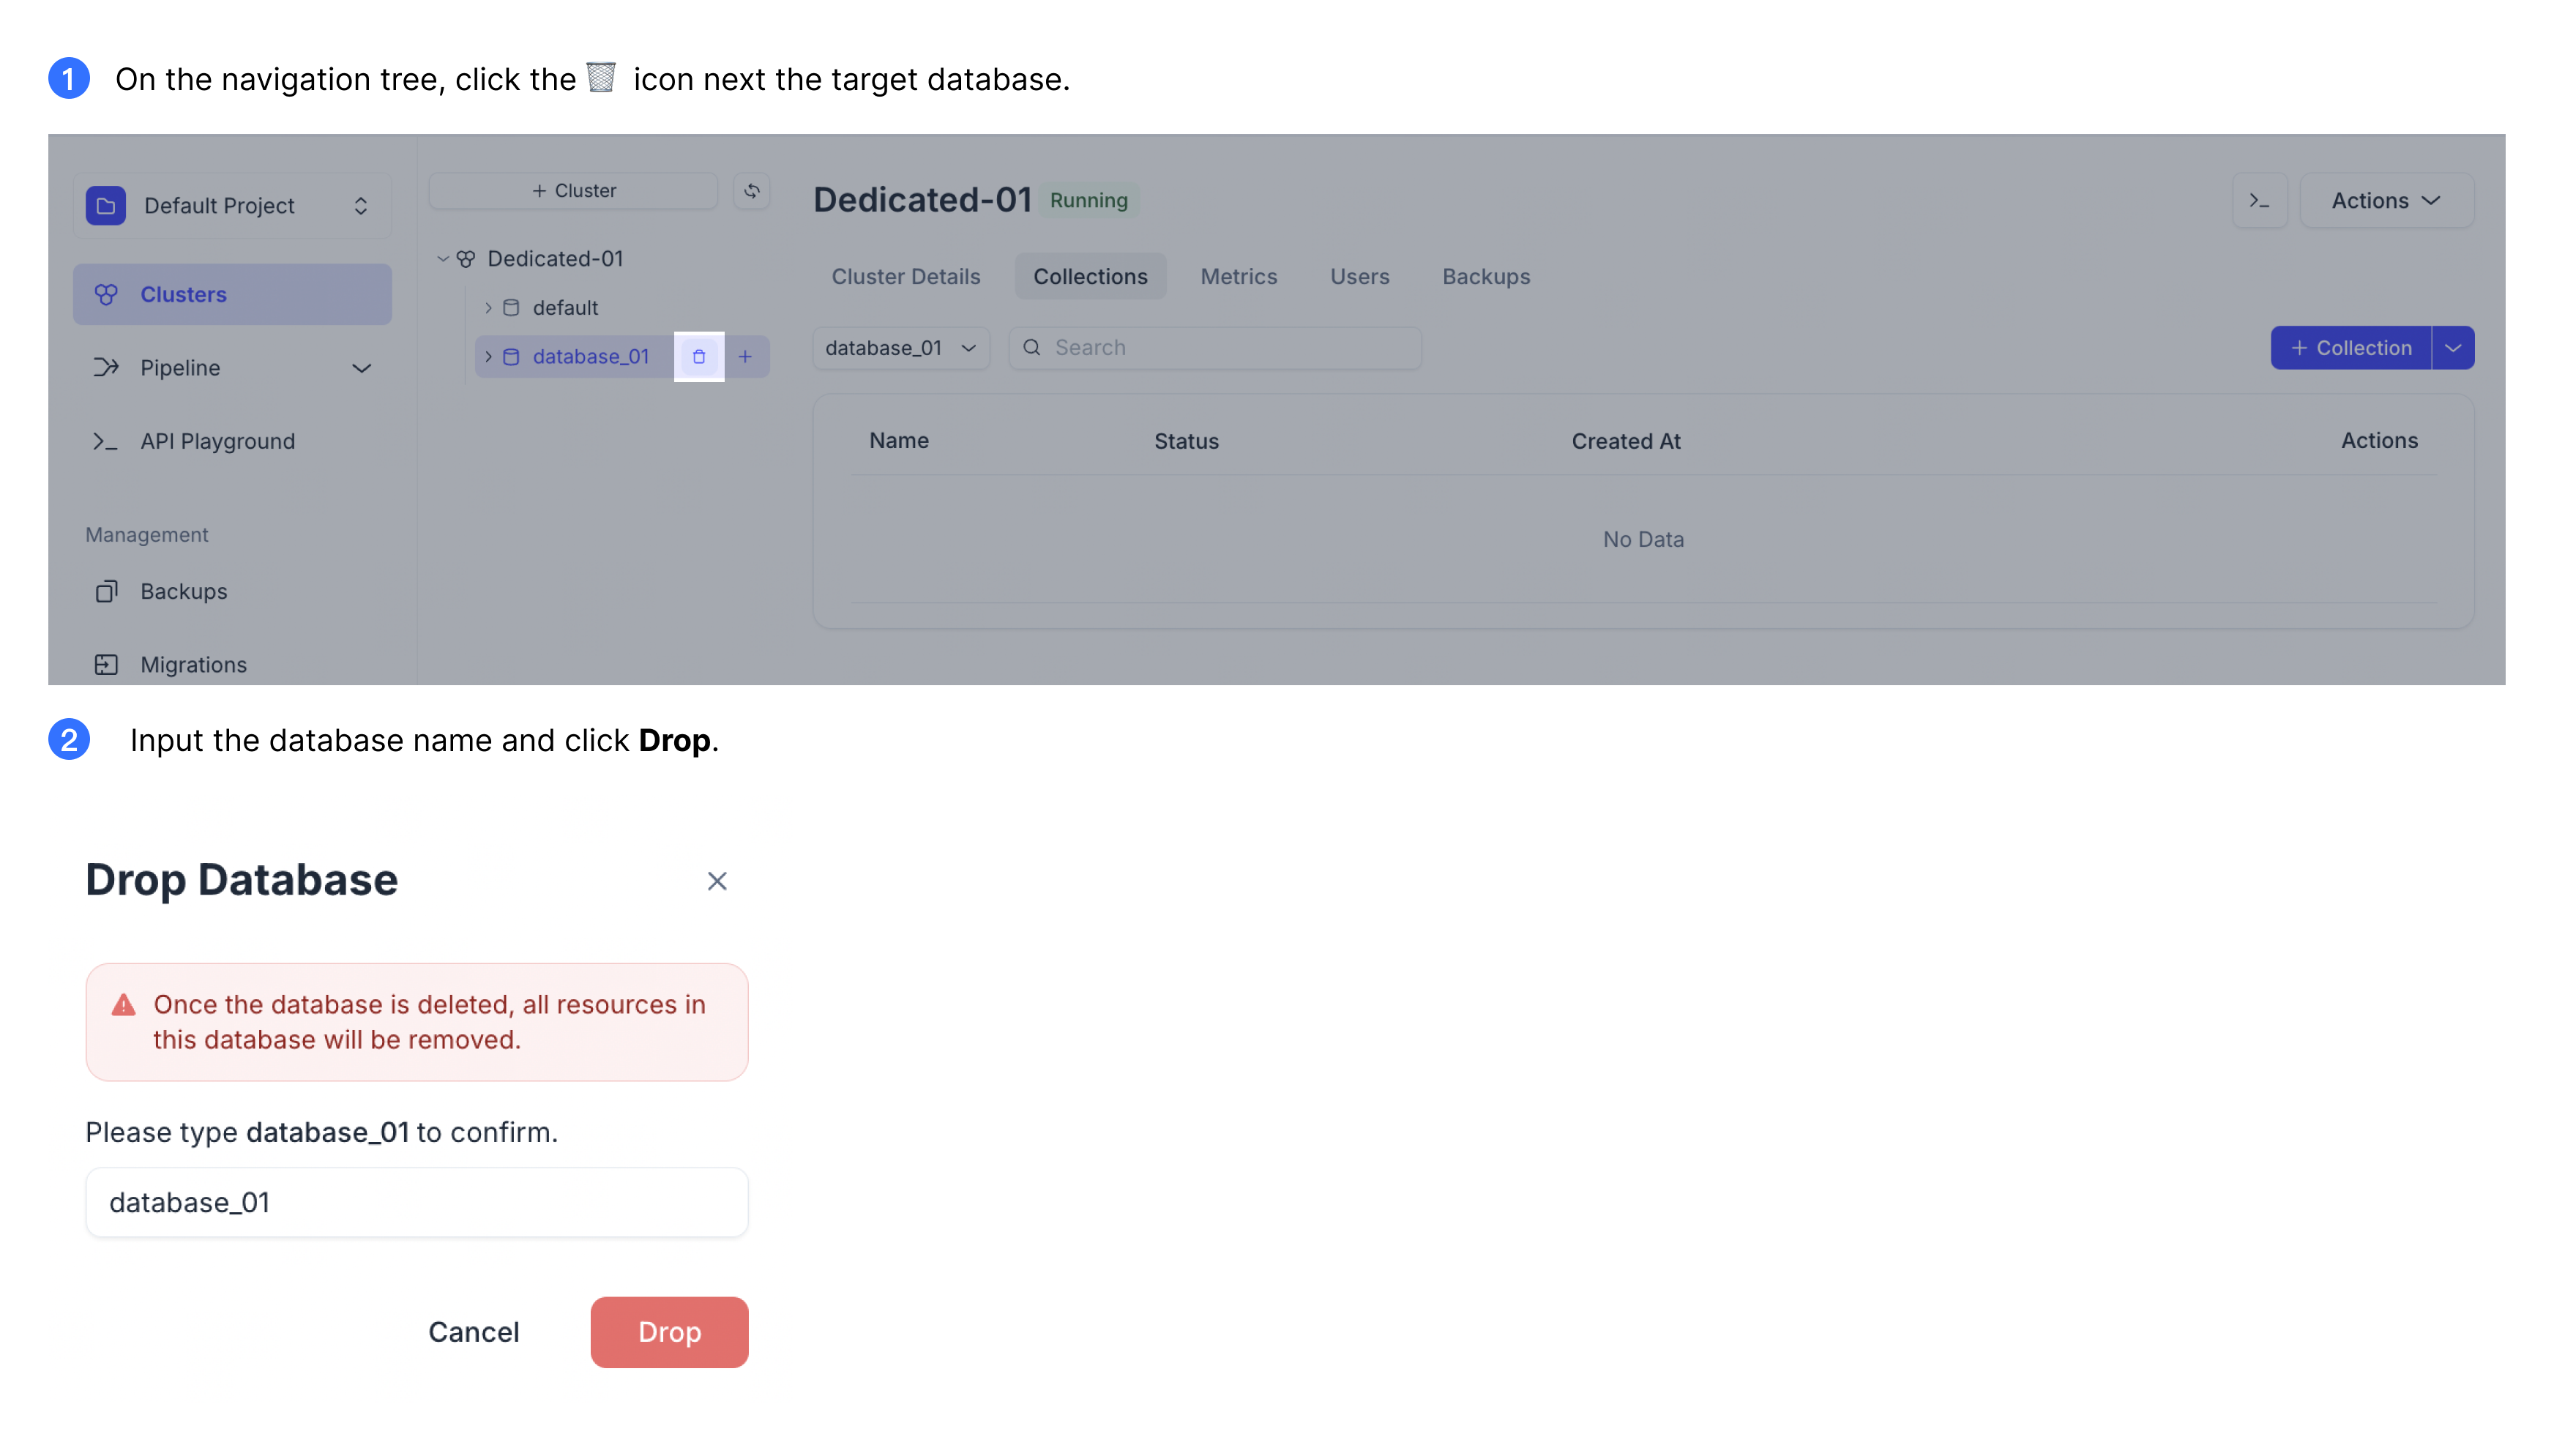 1 On the navigation tree, click the 🗑 icon next the target database.
Default Project
Clusters
Pipeline
API Playground
Management
Backups
Migrations
+ Cluster
Dedicated-01
default
database_01
Dedicated-01 Running
Actions
Cluster Details Collections Metrics Users Backups
database_01 Search + Collection
Name Status Created At Actions
No Data
2 Input the database name and click Drop.
Drop Database
Once the database is deleted, all resources in
this database will be removed.
Please type database_01 to confirm.
database_01
Cancel Drop